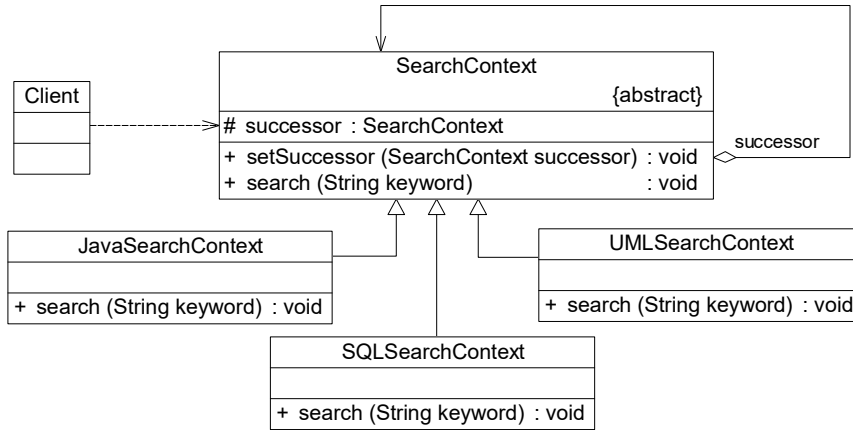 SearchContext
{abstract}
Client
# successor : SearchContext
successor
+ setSuccessor (SearchContext successor) : void
+ search (String keyword) : void
JavaSearchContext
+ search (String keyword) : void
UMLSearchContext
+ search (String keyword) : void
SQLSearchContext
+ search (String keyword) : void